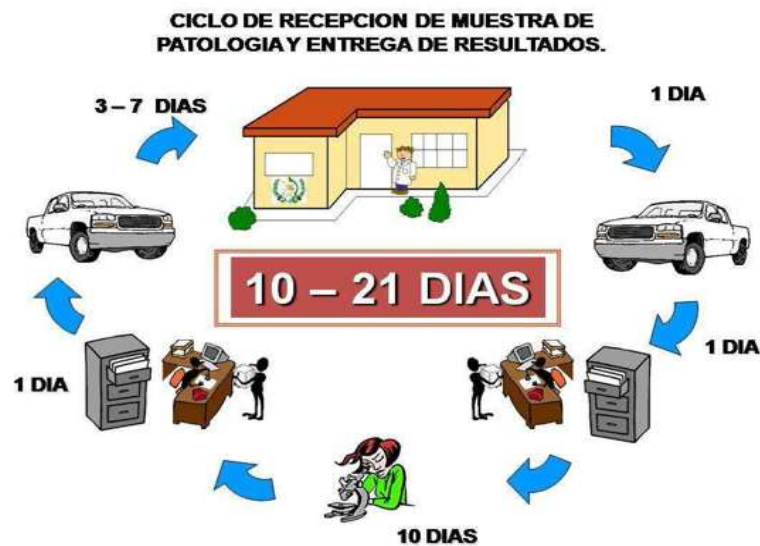 CICLO DE RECEPCION DE MUESTRA DE
PATOLOGIA Y ENTREGA DE RESULTADOS.
3 – 7 DIAS
1 DIA
10 – 21 DIAS
1 DIA
1 DIA
10 DIAS